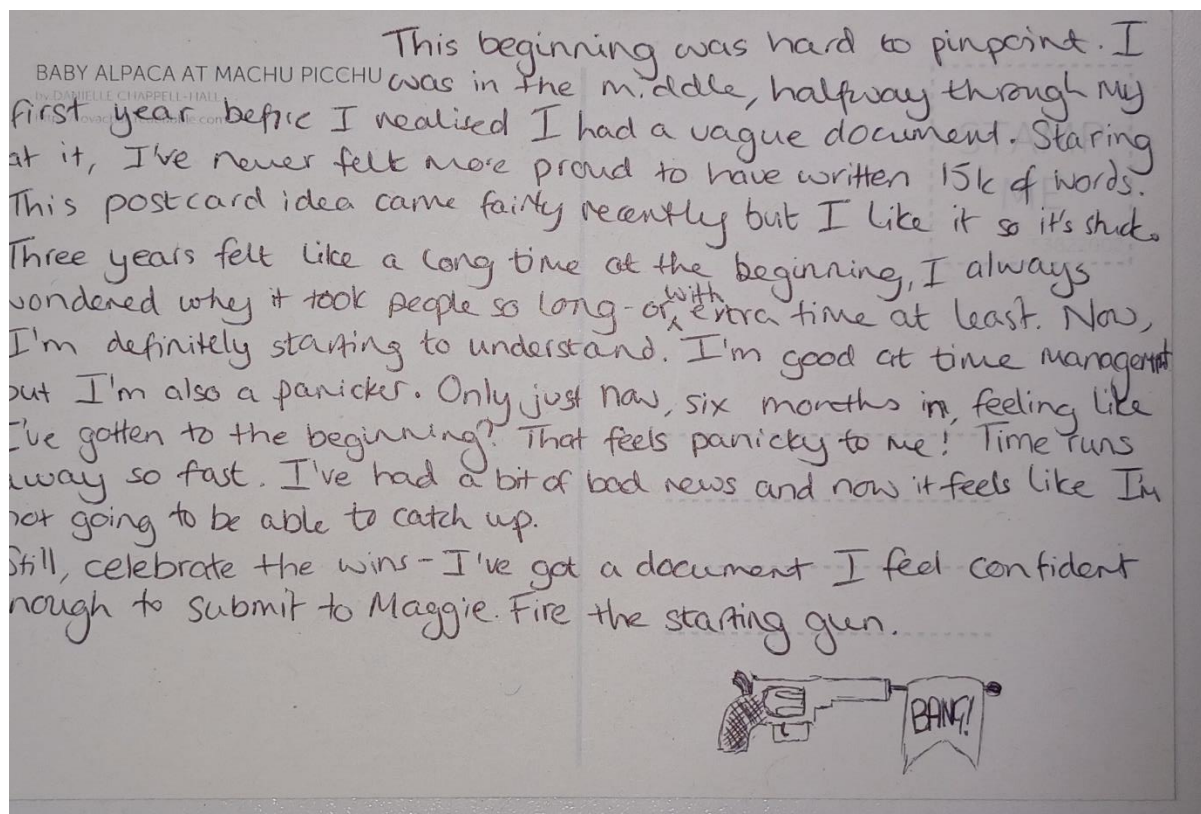 This beginning was hard to pinpoint. I
BABY ALPACA AT MACHU PICCHU was in the middle, halfway through my
by DANIELLE CHAPPELL-HALL
first year before I realised I had a vague document. Staring
at it, I've never felt more proud to have written 15k of words.
This postcard idea came fairly recently but I like it so it's stuck.
Three years felt like a long time at the beginning, I always
wondered why it took people so long - or with extra time at least. Now,
I'm definitely starting to understand. I'm good at time management
but I'm also a panicker. Only just now, six months in, feeling like
I've gotten to the beginning? That feels panicky to me! Time runs
away so fast. I've had a bit of bad news and now it feels like I'm
not going to be able to catch up.
Still, celebrate the wins - I've got a document I feel confident
nough to submit to Maggie. Fire the starting gun.
BANG!